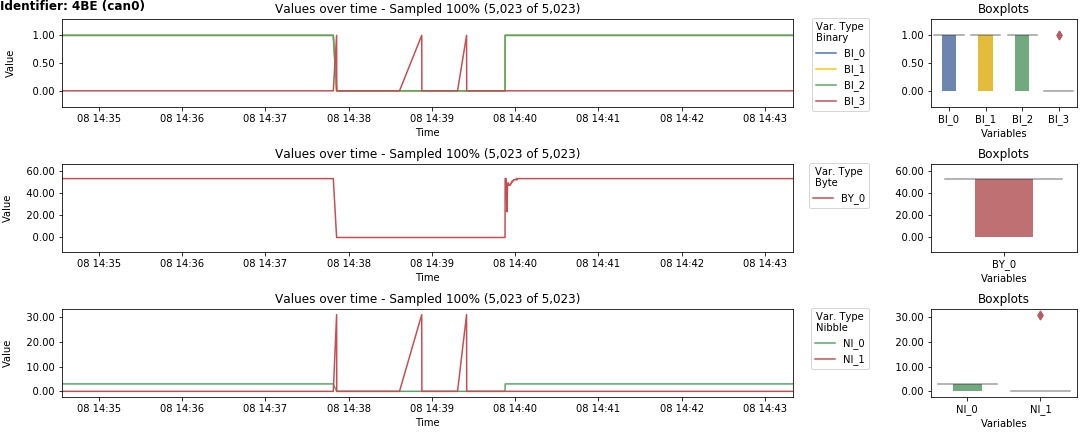 Identifier: 4BE (can0)
Values over time - Sampled 100% (5,023 of 5,023)
Value
1.00
0.50
0.00
08 14:35 08 14:36 08 14:37 08 14:38 08 14:39 08 14:40 08 14:41 08 14:42 08 14:43
Time
Var. Type
Binary
BI_0
BI_1
BI_2
BI_3
Boxplots
1.00
0.50
0.00
BI_0 BI_1 BI_2 BI_3
Variables
Values over time - Sampled 100% (5,023 of 5,023)
Value
60.00
40.00
20.00
0.00
08 14:35 08 14:36 08 14:37 08 14:38 08 14:39 08 14:40 08 14:41 08 14:42 08 14:43
Time
Var. Type
Byte
BY_0
Boxplots
60.00
40.00
20.00
0.00
BY_0
Variables
Values over time - Sampled 100% (5,023 of 5,023)
Value
30.00
20.00
10.00
0.00
08 14:35 08 14:36 08 14:37 08 14:38 08 14:39 08 14:40 08 14:41 08 14:42 08 14:43
Time
Var. Type
Nibble
NI_0
NI_1
Boxplots
30.00
20.00
10.00
0.00
NI_0 NI_1
Variables